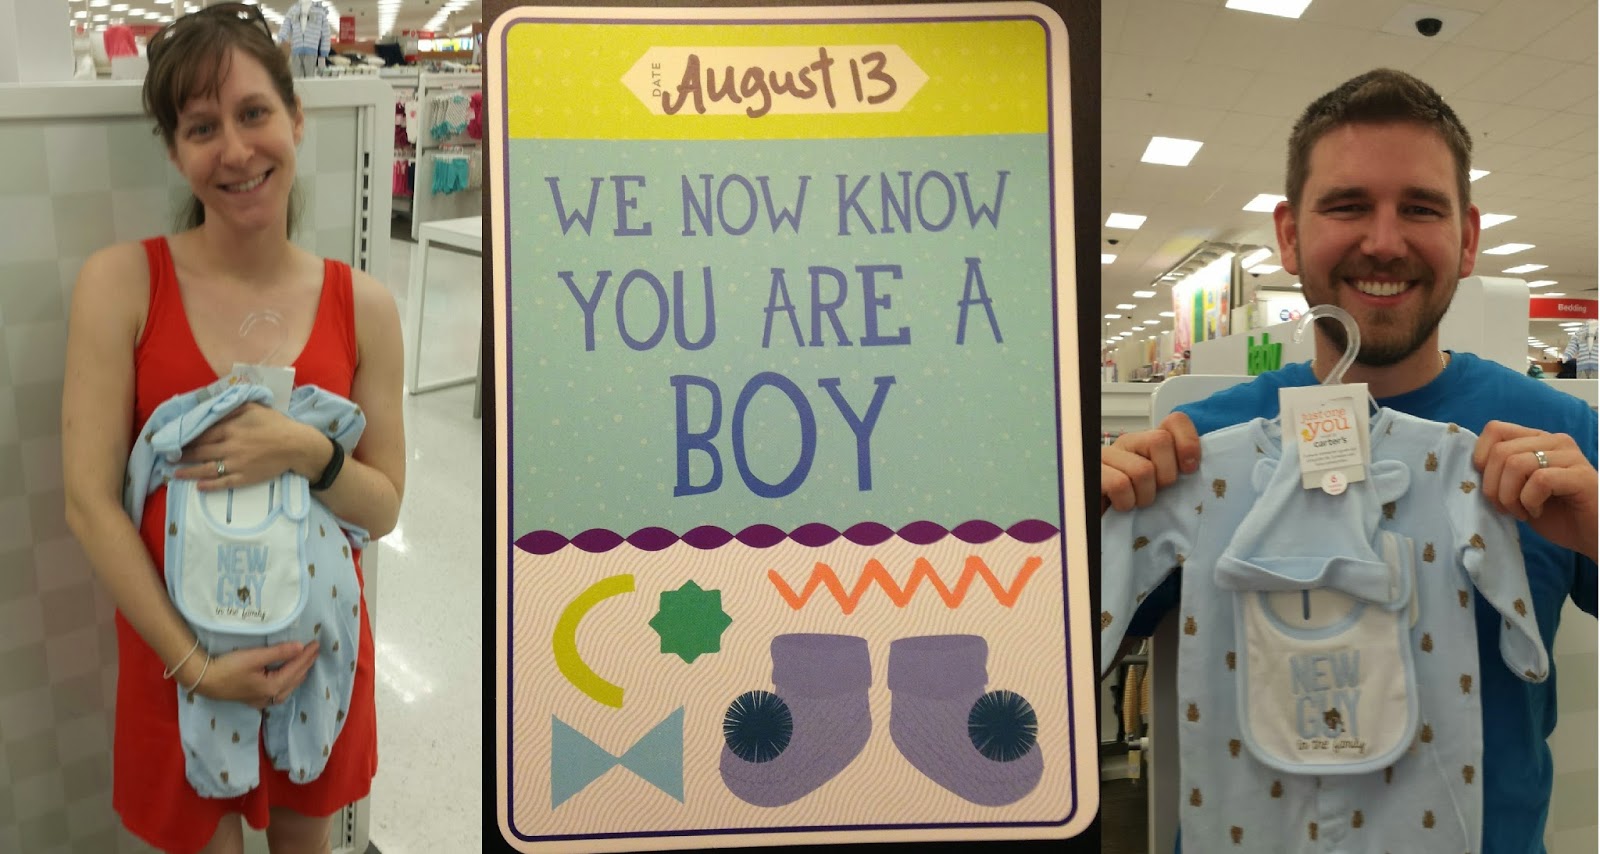 NEW
GUY
in the family
DATE
August 13
WE NOW KNOW
YOU ARE A
BOY
baby
Bedding
just one
you
carter's
NEW
GUY
in the family